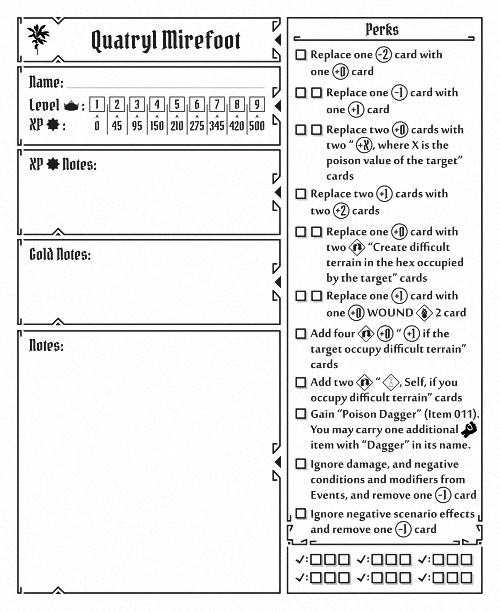 Quatryl Mirefoot
Name:
Level : 1 2 3 4 5 6 7 8 9
XP : 0 45 95 150 210 275 345 420 500
XP Notes:
Gold Notes:
Notes:
Perks
Replace one -2 card with
one +0 card
Replace one -1 card with
one +1 card
Replace two +0 cards with
two “ +X, where X is the
poison value of the target”
cards
Replace two +1 cards with
two +2 cards
Replace one +0 card with
two “Create difficult
terrain in the hex occupied
by the target” cards
Replace one +1 card with
one +0 WOUND 2 card
Add four +0 “ +1 if the
target occupy difficult terrain”
cards
Add two “ , Self, if you
occupy difficult terrain” cards
Gain “Poison Dagger” (Item 011).
You may carry one additional
item with “Dagger” in its name.
Ignore damage, and negative
conditions and modifiers from
Events, and remove one -1 card
Ignore negative scenario effects
and remove one -1 card
✓: ✓: ✓:
✓: ✓: ✓: